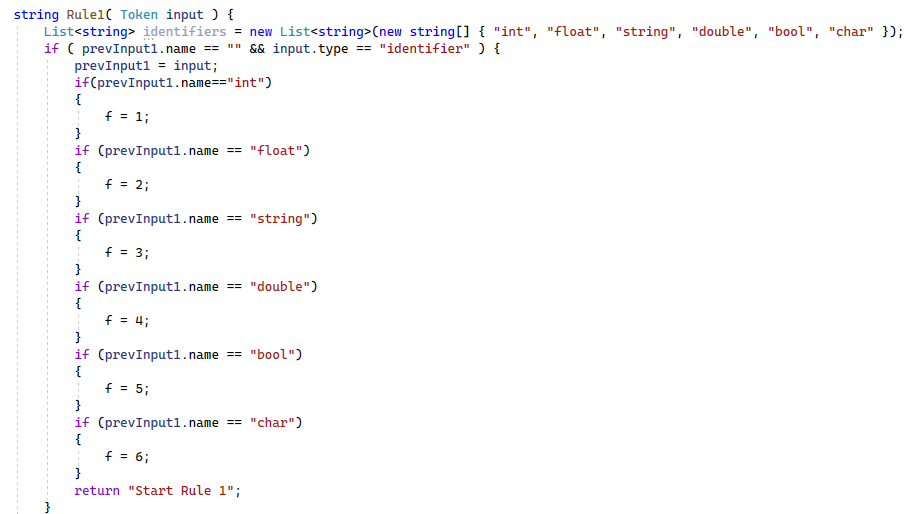 string Rule1( Token input ) {
List<string> identifiers = new List<string>(new string[] { "int", "float", "string", "double", "bool", "char" });
if ( prevInput1.name == "" && input.type == "identifier" ) {
prevInput1 = input;
if(prevInput1.name=="int")
{
f = 1;
}
if (prevInput1.name == "float")
{
f = 2;
}
if (prevInput1.name == "string")
{
f = 3;
}
if (prevInput1.name == "double")
{
f = 4;
}
if (prevInput1.name == "bool")
{
f = 5;
}
if (prevInput1.name == "char")
{
f = 6;
}
return "Start Rule 1";
}